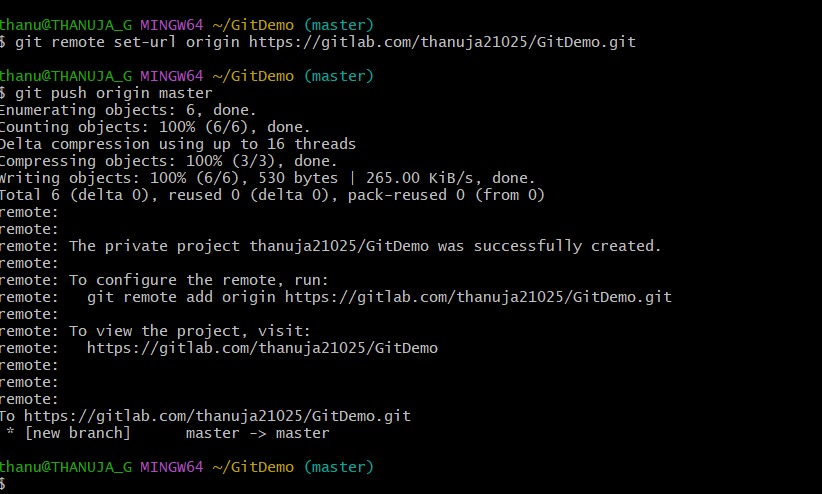 thanu@THANUJA_G MINGW64 ~/GitDemo (master)
$ git remote set-url origin https://gitlab.com/thanuja21025/GitDemo.git
thanu@THANUJA_G MINGW64 ~/GitDemo (master)
$ git push origin master
Enumerating objects: 6, done.
Counting objects: 100% (6/6), done.
Delta compression using up to 16 threads
Compressing objects: 100% (3/3), done.
Writing objects: 100% (6/6), 530 bytes | 265.00 KiB/s, done.
Total 6 (delta 0), reused 0 (delta 0), pack-reused 0 (from 0)
remote:
remote:
remote: The private project thanuja21025/GitDemo was successfully created.
remote:
remote: To configure the remote, run:
remote:   git remote add origin https://gitlab.com/thanuja21025/GitDemo.git
remote:
remote: To view the project, visit:
remote:   https://gitlab.com/thanuja21025/GitDemo
remote:
remote:
remote:
To https://gitlab.com/thanuja21025/GitDemo.git
 * [new branch]      master -> master
thanu@THANUJA_G MINGW64 ~/GitDemo (master)
$